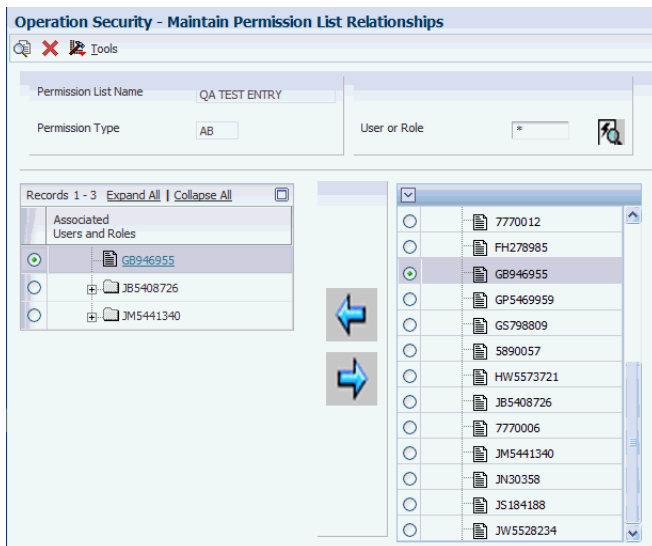 Operation Security - Maintain Permission List Relationships
Tools
Permission List Name QA TEST ENTRY
Permission Type AB
User or Role *
Records 1 - 3 Expand All | Collapse All
Associated
Users and Roles
GB946955
JB5408726
JM5441340
7770012
FH278985
GB946955
GP5469959
GS798809
5890057
HW5573721
JB5408726
7770006
JM5441340
JN30358
JS184188
JW5528234